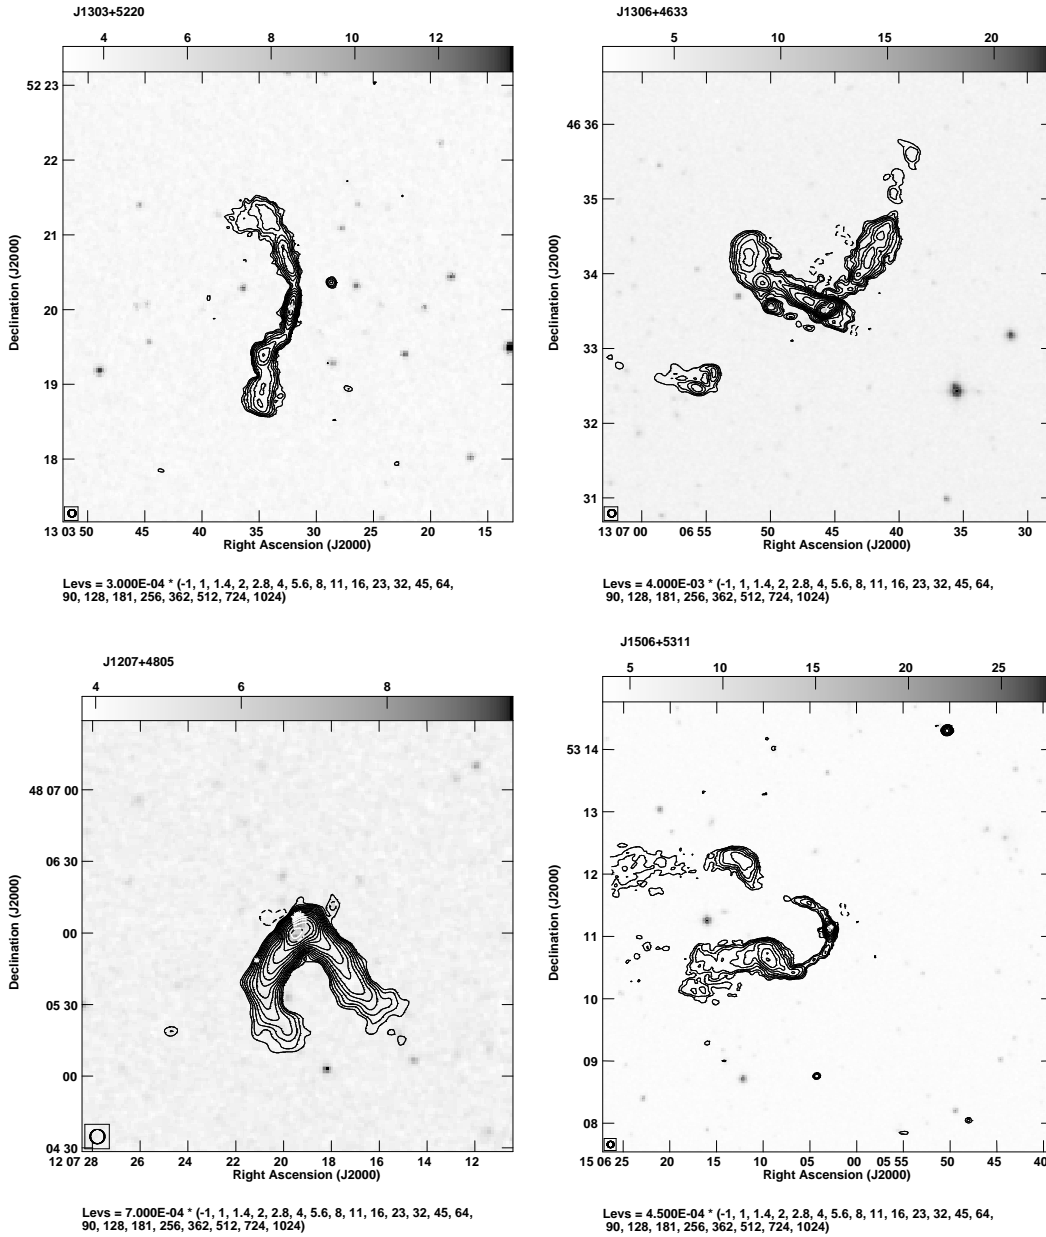 J1303+5220
4 6 8 10 12
52 23
22
21
20
19
18
Declination (J2000)
13 03 50 45 40 35 30 25 20 15
Right Ascension (J2000)
Levs = 3.000E-04 * (-1, 1, 1.4, 2, 2.8, 4, 5.6, 8, 11, 16, 23, 32, 45, 64,
90, 128, 181, 256, 362, 512, 724, 1024)
J1306+4633
5 10 15 20
46 36
35
34
33
32
31
Declination (J2000)
13 07 00 06 55 50 45 40 35 30
Right Ascension (J2000)
Levs = 4.000E-03 * (-1, 1, 1.4, 2, 2.8, 4, 5.6, 8, 11, 16, 23, 32, 45, 64,
90, 128, 181, 256, 362, 512, 724, 1024)
J1207+4805
4 6 8
48 07 00
06 30
00
05 30
00
04 30
Declination (J2000)
12 07 28 26 24 22 20 18 16 14 12
Right Ascension (J2000)
Levs = 7.000E-04 * (-1, 1, 1.4, 2, 2.8, 4, 5.6, 8, 11, 16, 23, 32, 45, 64,
90, 128, 181, 256, 362, 512, 724, 1024)
J1506+5311
5 10 15 20 25
53 14
13
12
11
10
09
08
Declination (J2000)
15 06 25 20 15 10 05 00 05 55 50 45 40
Right Ascension (J2000)
Levs = 4.500E-04 * (-1, 1, 1.4, 2, 2.8, 4, 5.6, 8, 11, 16, 23, 32, 45, 64,
90, 128, 181, 256, 362, 512, 724, 1024)